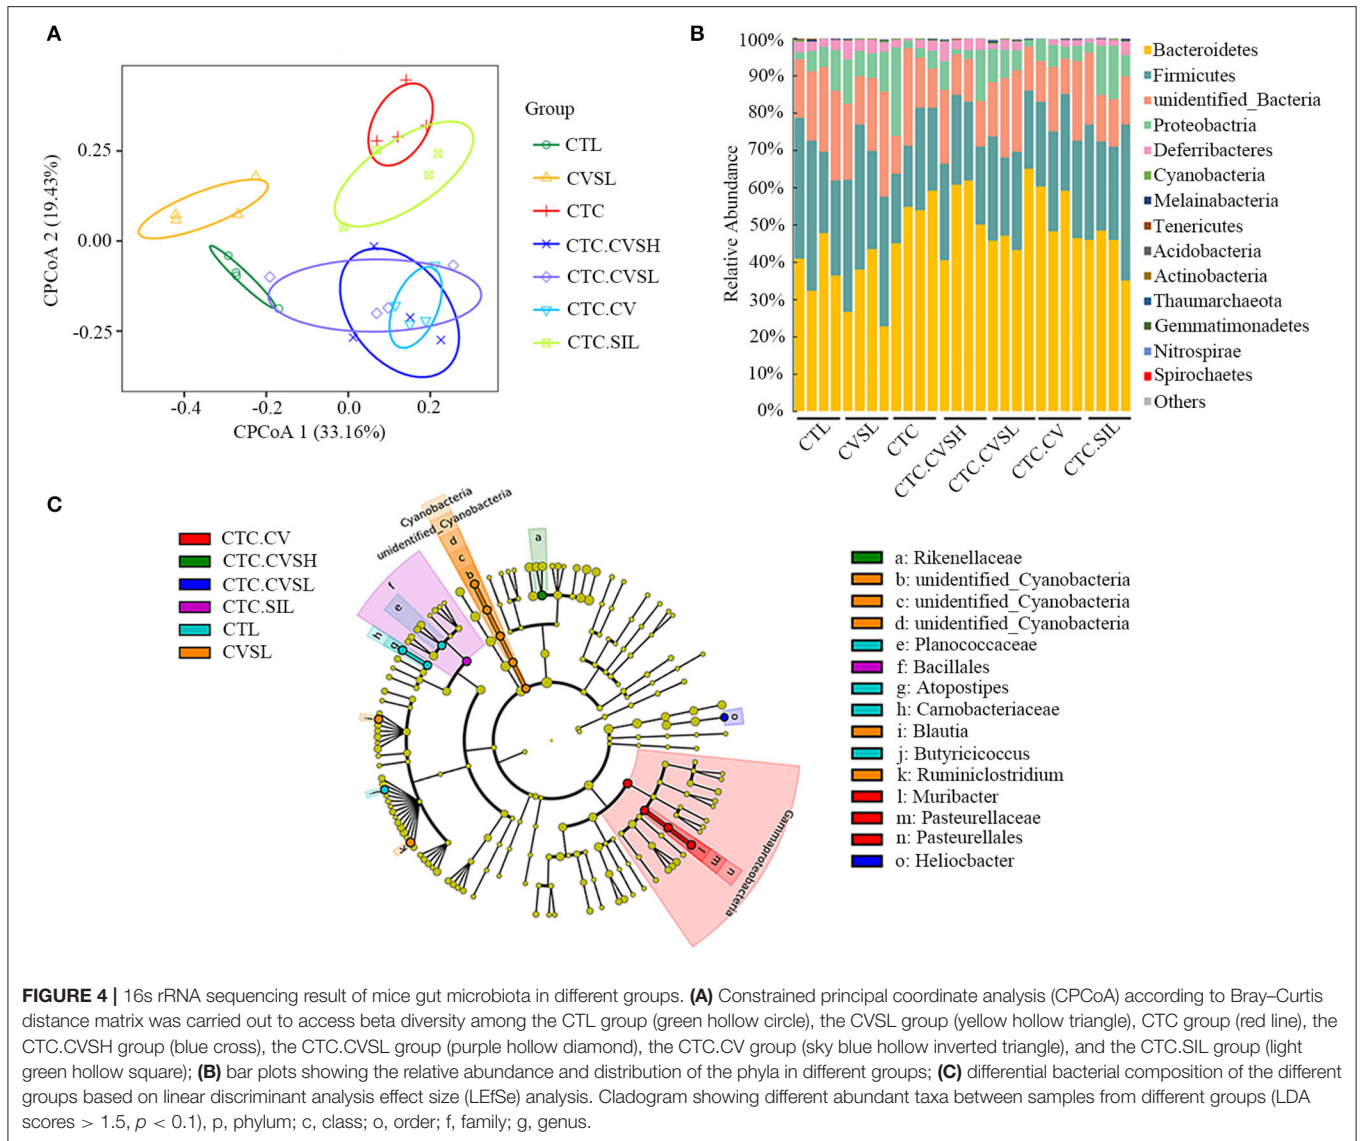 A
CPCoA 2 (19.43%)
0.25
0.00
-0.25
-0.4
-0.2
0.0
0.2
CPCoA 1 (33.16%)
Group
CTL
CVSL
CTC
CTC.CVSH
CTC.CVSL
CTC.CV
CTC.SIL
B
Relative Abundance
100%
90%
80%
70%
60%
50%
40%
30%
20%
10%
0%
CTL
CVSL
CTC
CTC.CVSH
CTC.CVSL
CTC.CV
CTC.SIL
Bacteroidetes
Firmicutes
unidentified_Bacteria
Proteobactria
Deferribacteres
Cyanobacteria
Melainabacteria
Tenericutes
Acidobacteria
Actinobacteria
Thaumarchaeota
Gemmatimonadetes
Nitrospirae
Spirochaetes
Others
C
CTC.CV
CTC.CVSH
CTC.CVSL
CTC.SIL
CTL
CVSL
Cyanobacteria
unidentified_Cyanobacteria
d
c
b
a
f
e
h
g
i
o
l
m
n
Gammaproteobacteria
a: Rikenellaceae
b: unidentified_Cyanobacteria
c: unidentified_Cyanobacteria
d: unidentified_Cyanobacteria
e: Planococcaceae
f: Bacillales
g: Atopostipes
h: Carnobacteriaceae
i: Blautia
j: Butyricicoccus
k: Ruminiclostridium
l: Muribacter
m: Pasteurellaceae
n: Pasteurellales
o: Heliocbacter
FIGURE 4 | 16s rRNA sequencing result of mice gut microbiota in different groups. (A) Constrained principal coordinate analysis (CPCoA) according to Bray–Curtis
distance matrix was carried out to access beta diversity among the CTL group (green hollow circle), the CVSL group (yellow hollow triangle), CTC group (red line), the
CTC.CVSH group (blue cross), the CTC.CVSL group (purple hollow diamond), the CTC.CV group (sky blue hollow inverted triangle), and the CTC.SIL group (light
green hollow square); (B) bar plots showing the relative abundance and distribution of the phyla in different groups; (C) differential bacterial composition of the different
groups based on linear discriminant analysis effect size (LEfSe) analysis. Cladogram showing different abundant taxa between samples from different groups (LDA
scores > 1.5, p < 0.1), p, phylum; c, class; o, order; f, family; g, genus.